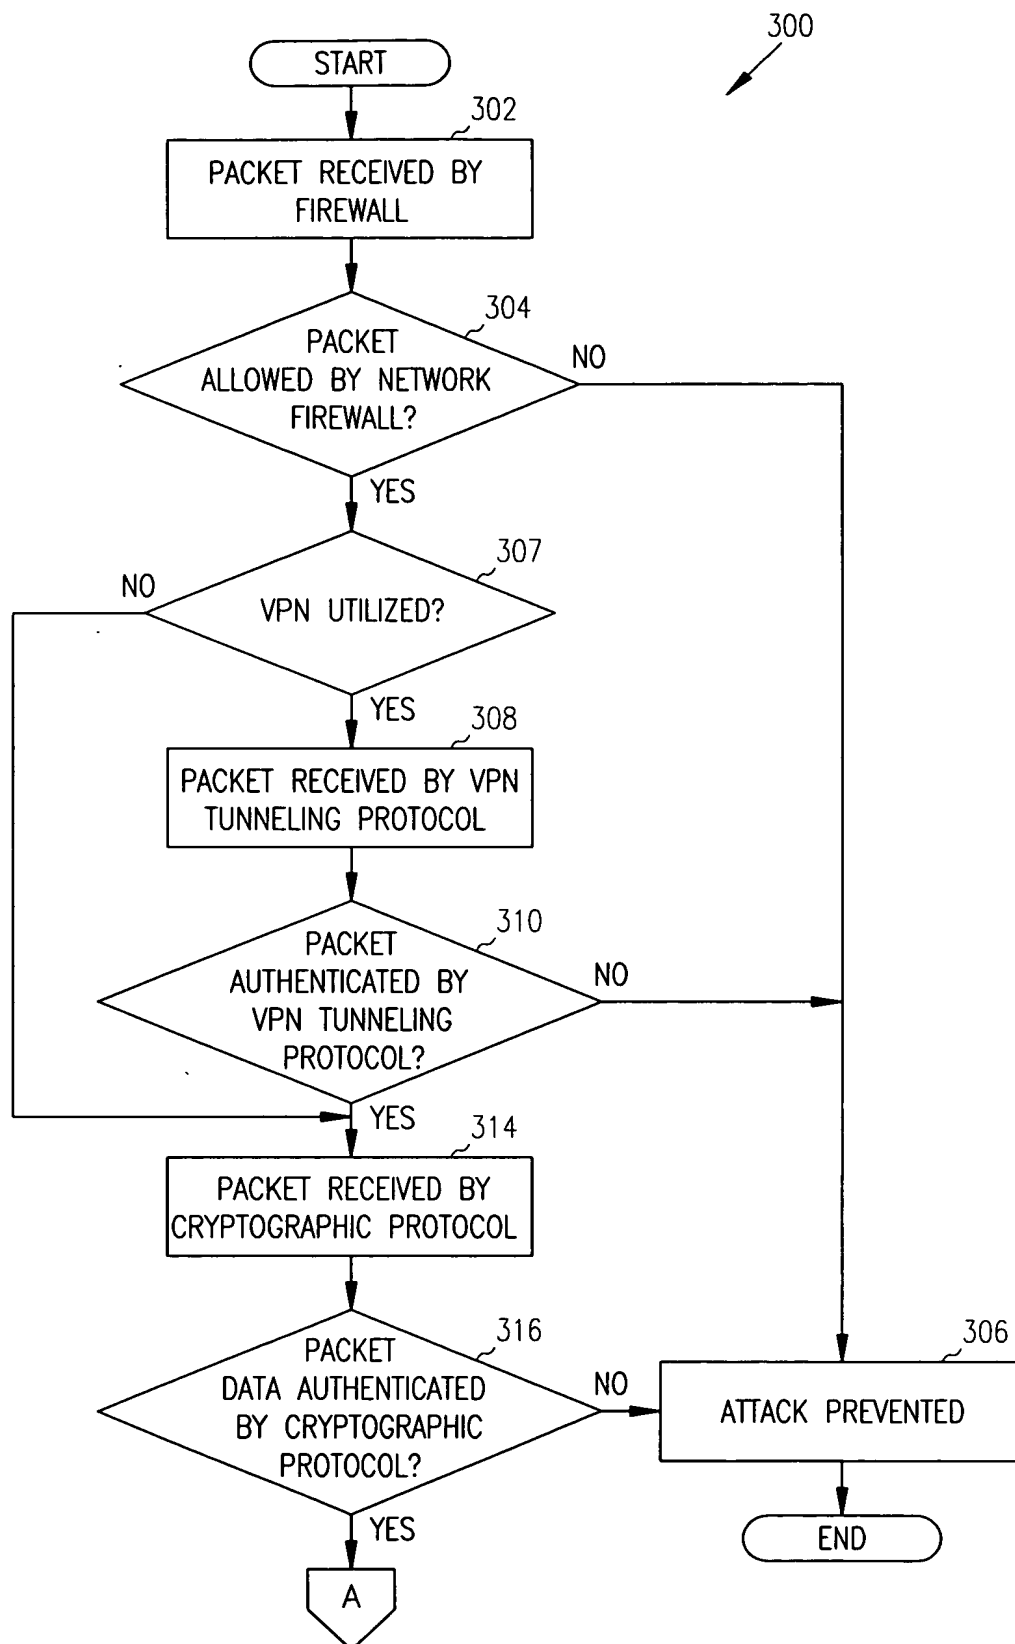 300
START
302
PACKET RECEIVED BY
FIREWALL
304
PACKET
ALLOWED BY NETWORK
FIREWALL?
NO
YES
307
NO
VPN UTILIZED?
YES
308
PACKET RECEIVED BY VPN
TUNNELING PROTOCOL
310
PACKET
AUTHENTICATED BY
VPN TUNNELING
PROTOCOL?
NO
YES
314
PACKET RECEIVED BY
CRYPTOGRAPHIC PROTOCOL
316
PACKET
DATA AUTHENTICATED
BY CRYPTOGRAPHIC
PROTOCOL?
NO
306
ATTACK PREVENTED
YES
END
A